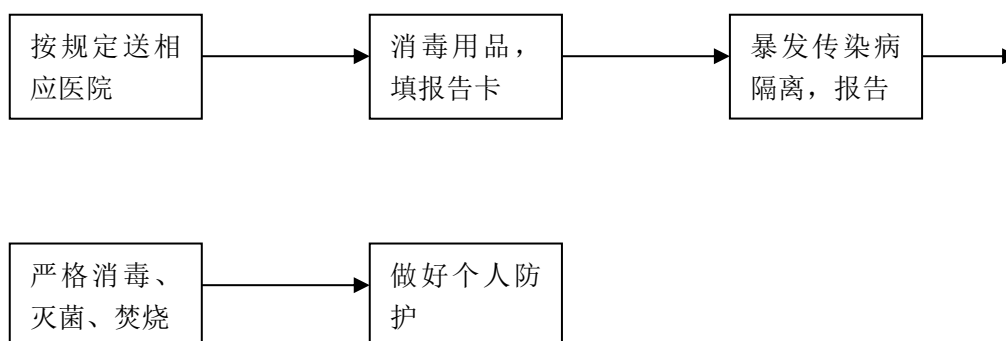 按规定送相
应医院
消毒用品，
填报告卡
暴发传染病
隔离，报告
严格消毒、
灭菌、焚烧
做好个人防
护